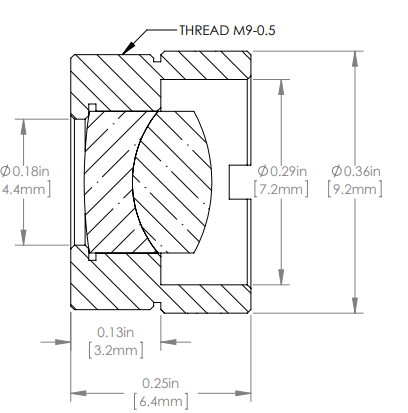 THREAD M9-0.5
Ø0.18in
4.4mm]
Ø0.29in
[7.2mm]
Ø0.36in
[9.2mm]
0.13in
[3.2mm]
0.25in
[6.4mm]